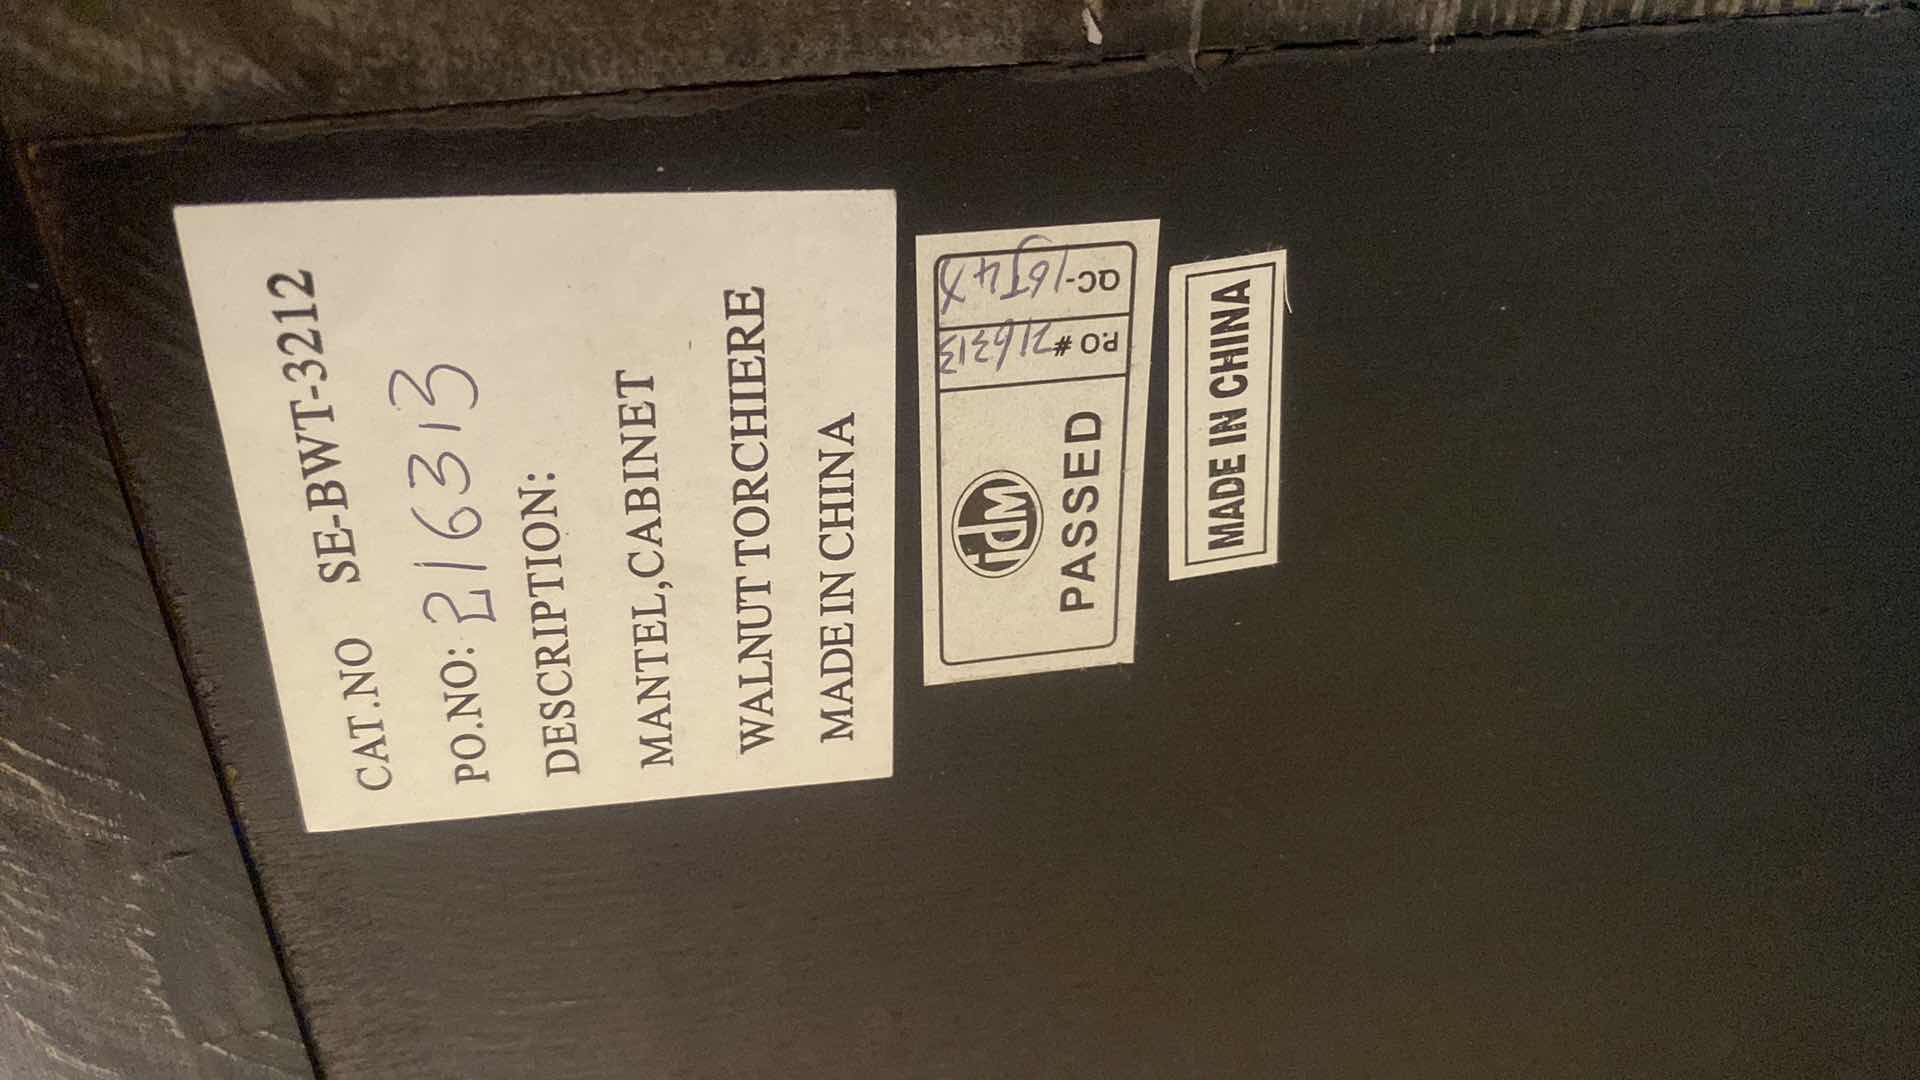 CAT.NO SE-BWT-3212
PO.NO: 216313
DESCRIPTION:
MANTEL,CABINET
WALNUT TORCHIERE
MADE IN CHINA
idm
PASSED
P.O # 216313
QC-
MADE IN CHINA